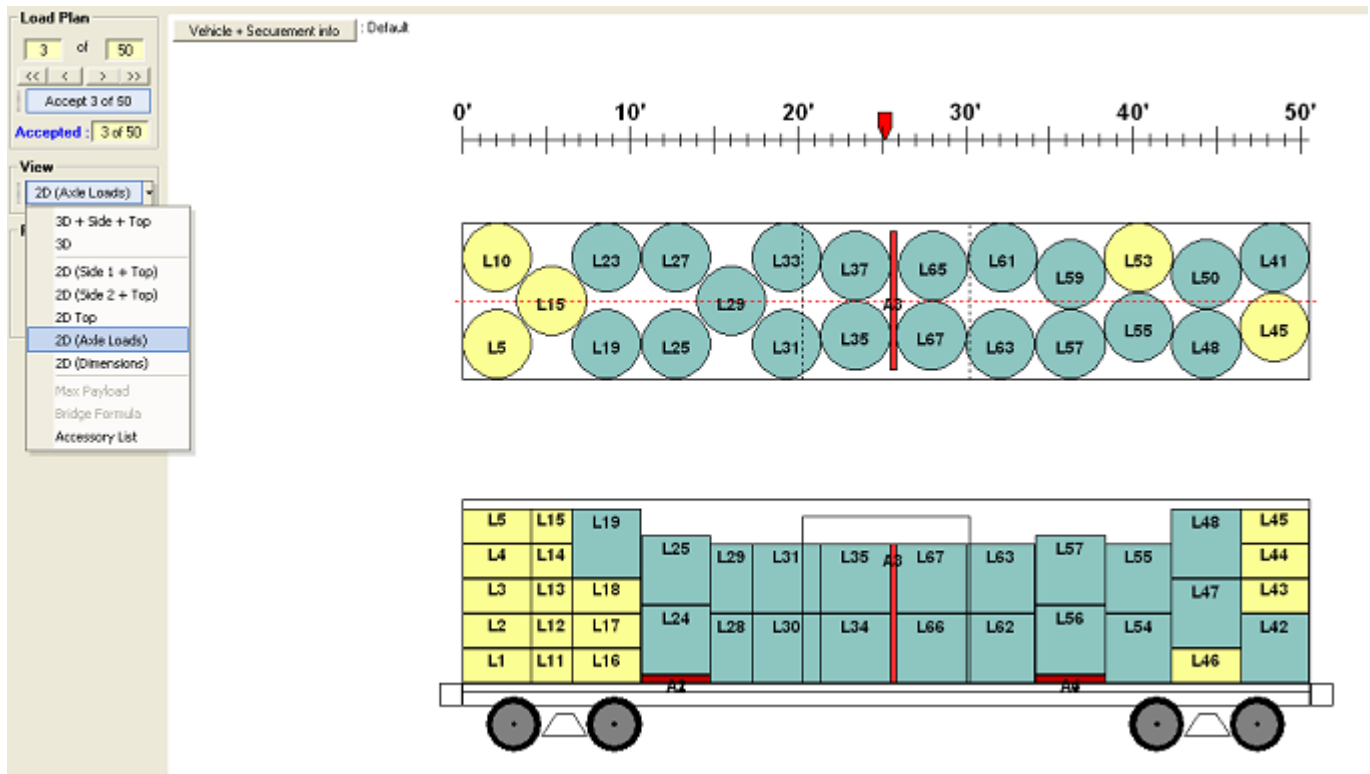 Load Plan
3 of 50
<< < > >>
Accept 3 of 50
Accepted : 3 of 50
View
2D (Axle Loads)
3D + Side + Top
3D
2D (Side 1 + Top)
2D (Side 2 + Top)
2D Top
2D (Axle Loads)
2D (Dimensions)
Max Payload
Bridge Formula
Accessory List
Vehicle + Securement info : Default
0' 10' 20' 30' 40' 50'
L10 L23 L27 L33 L37 L65 L61 L59 L53 L50 L41
L15 L29 A3
L5 L19 L25 L31 L35 L67 L63 L57 L55 L48 L45
L5 L15 L19 L48 L45
L4 L14 L25 L29 L31 L35 A3 L67 L63 L57 L55 L44
L3 L13 L18 L47 L43
L2 L12 L17 L24 L28 L30 L34 L66 L62 L56 L54 L42
L1 L11 L16 L46
A2